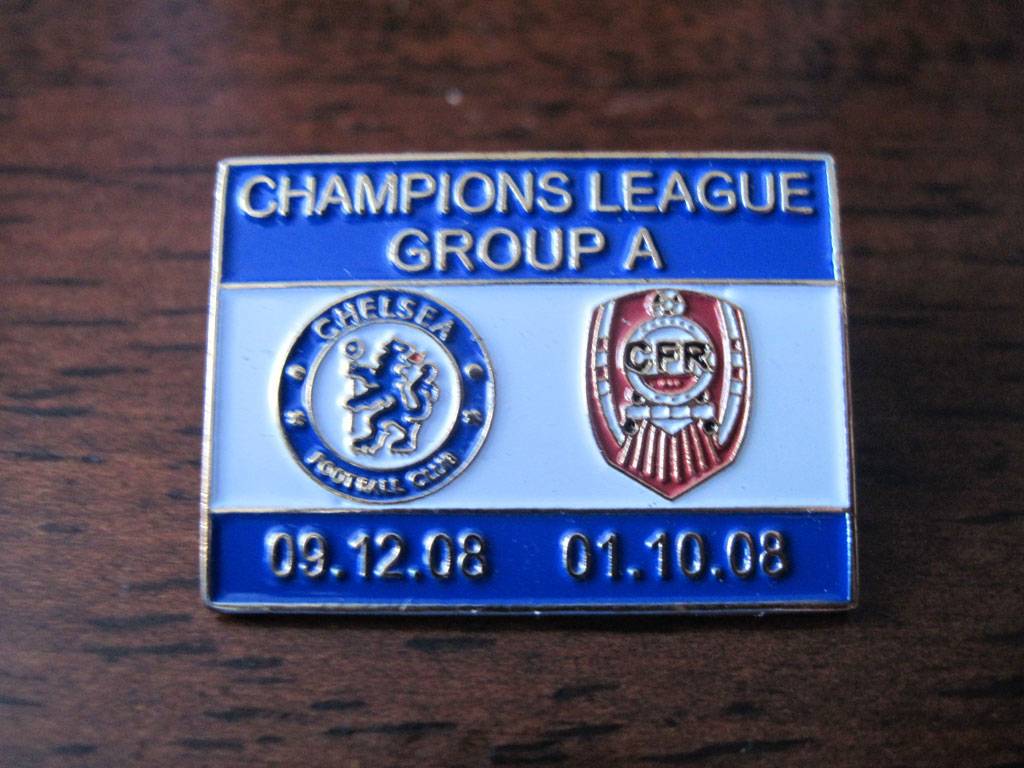 CHAMPIONS LEAGUE
GROUP A
CHELSEA
FOOTBALL CLUB
CFR
09.12.08 01.10.08